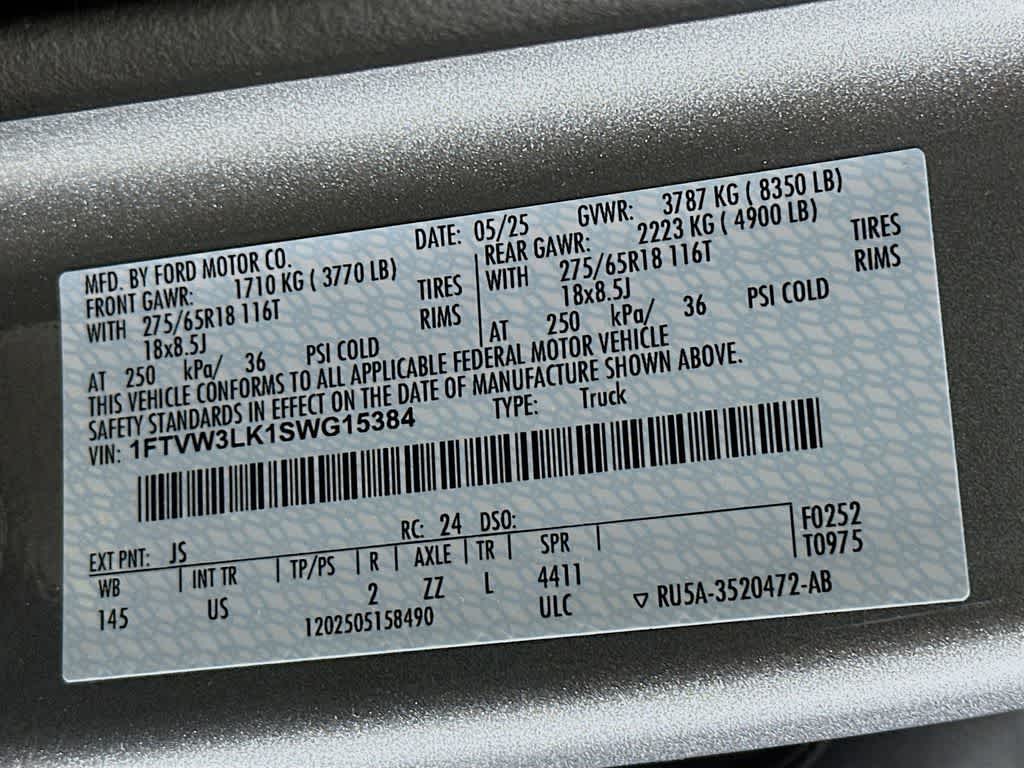 MFD. BY FORD MOTOR CO.
DATE: 05/25 GVWR: 3787 KG ( 8350 LB)
FRONT GAWR: 1710 KG ( 3770 LB)
WITH 275/65R18 116T TIRES
18x8.5J RIMS
AT 250 kPa/ 36 PSI COLD
REAR GAWR: 2223 KG ( 4900 LB)
WITH 275/65R18 116T TIRES
18x8.5J RIMS
AT 250 kPa/ 36 PSI COLD
THIS VEHICLE CONFORMS TO ALL APPLICABLE FEDERAL MOTOR VEHICLE
SAFETY STANDARDS IN EFFECT ON THE DATE OF MANUFACTURE SHOWN ABOVE.
VIN: 1FTVW3LK1SWG15384 TYPE: Truck
EXT PNT: JS RC: 24 DSO: F0252
WB INT TR TP/PS R AXLE TR SPR T0975
145 US 2 ZZ L 4411
1202505158490 ULC ▽ RU5A-3520472-AB